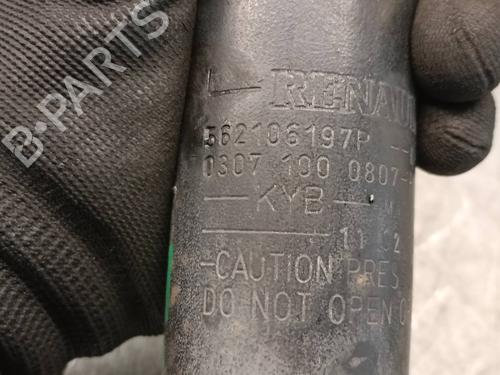 RENAUL
562106197P
0307 100 0807-
KYB
CAUTION PRES
DO NOT OPEN
B-PARTS